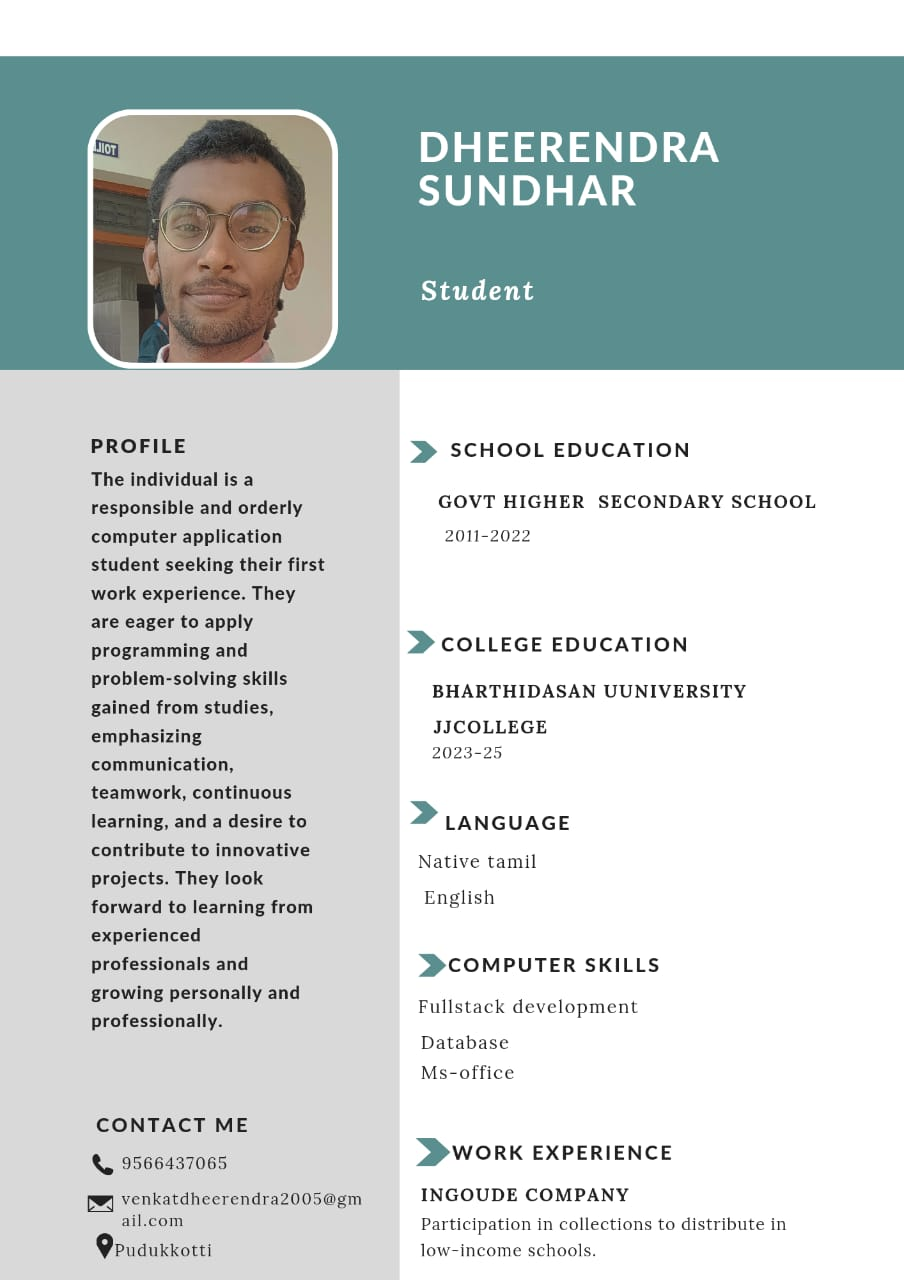 DHEERENDRA
SUNDHAR
Student
PROFILE
The individual is a
responsible and orderly
computer application
student seeking their first
work experience. They
are eager to apply
programming and
problem-solving skills
gained from studies,
emphasizing
communication,
teamwork, continuous
learning, and a desire to
contribute to innovative
projects. They look
forward to learning from
experienced
professionals and
growing personally and
professionally.
CONTACT ME
9566437065
venkatdheerendra2005@gm
ail.com
Pudukkotti
SCHOOL EDUCATION
GOVT HIGHER SECONDARY SCHOOL
2011-2022
COLLEGE EDUCATION
BHARTHIDASAN UUNIVERSITY
JJCOLLEGE
2023-25
LANGUAGE
Native tamil
English
COMPUTER SKILLS
Fullstack development
Database
Ms-office
WORK EXPERIENCE
INGOUDE COMPANY
Participation in collections to distribute in
low-income schools.